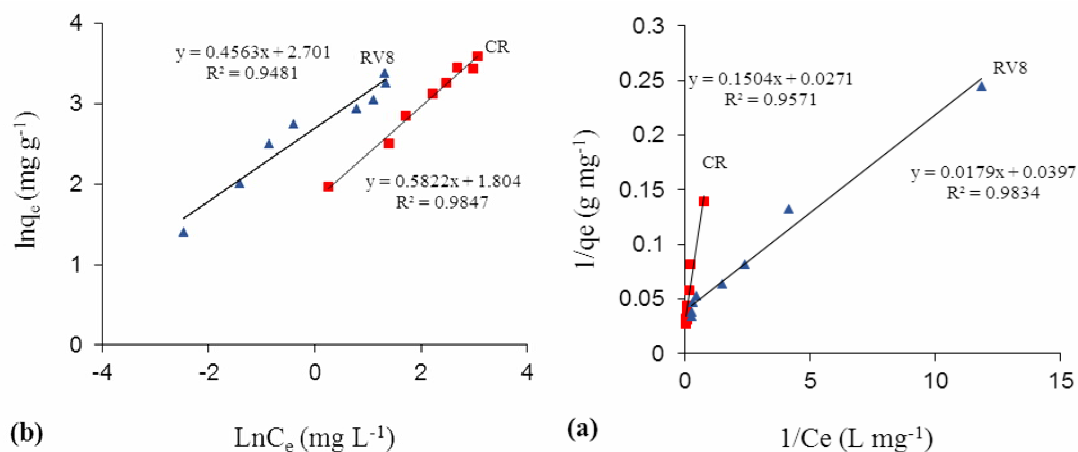 4
3
2
1
0
-4
-2
0
2
4
lnqₑ (mg g⁻¹)
LnCₑ (mg L⁻¹)
(b)
y = 0.4563x + 2.701
R² = 0.9481
RV8
CR
y = 0.5822x + 1.804
R² = 0.9847
0.30
0.25
0.20
0.15
0.10
0.05
0
0
5
10
15
1/qe (g mg⁻¹)
1/Ce (L mg⁻¹)
(a)
y = 0.1504x + 0.0271
R² = 0.9571
RV8
CR
y = 0.0179x + 0.0397
R² = 0.9834